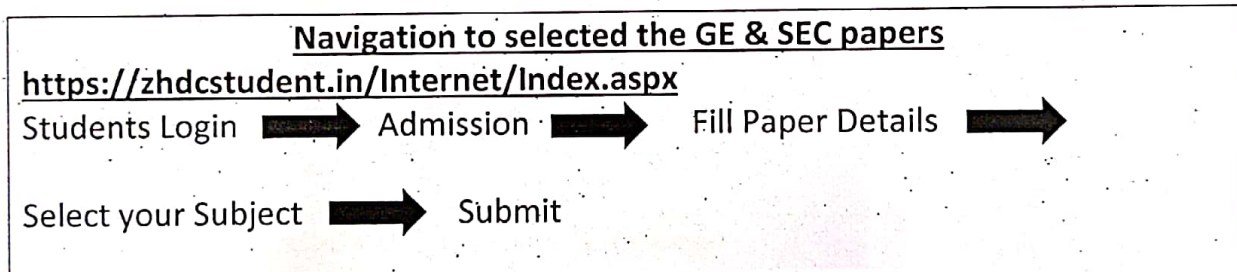 Navigation to selected the GE & SEC papers
https://zhdcstudent.in/Internet/Index.aspx
Students Login Admission Fill Paper Details
Select your Subject Submit